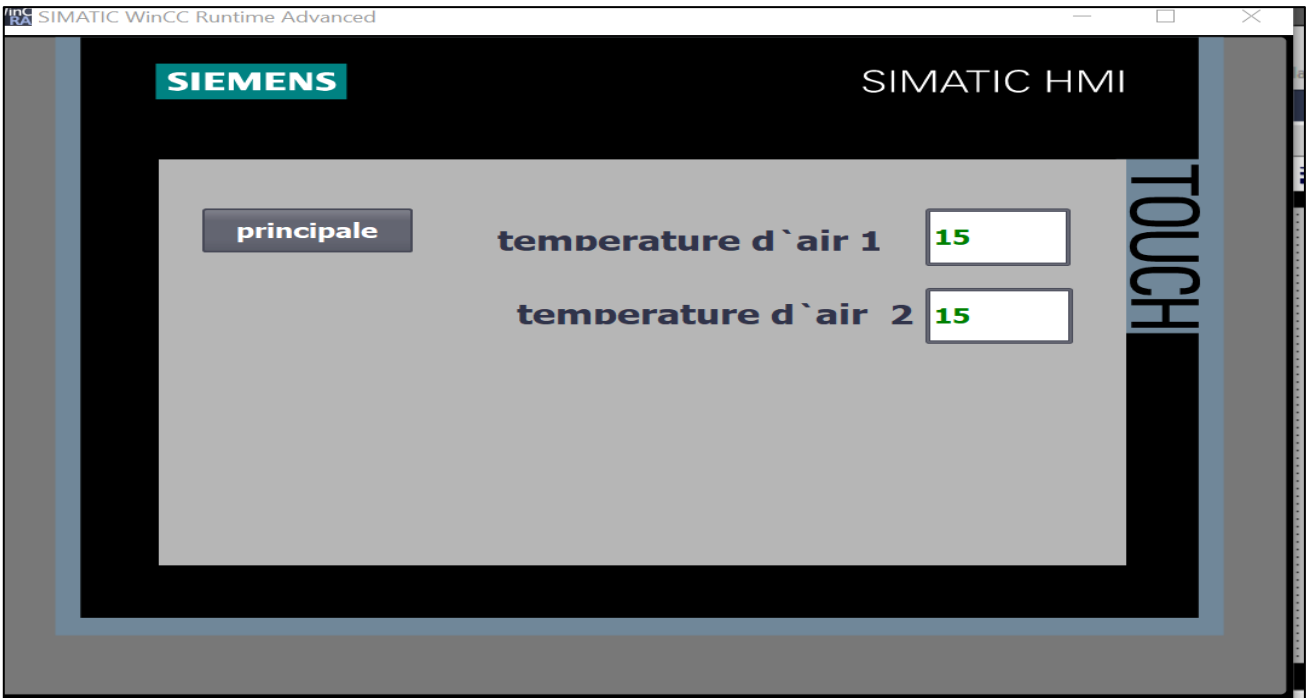 SIMATIC WinCC Runtime Advanced
SIEMENS
SIMATIC HMI
TOUCH
principale
temperature d`air 1
15
temperature d`air 2
15